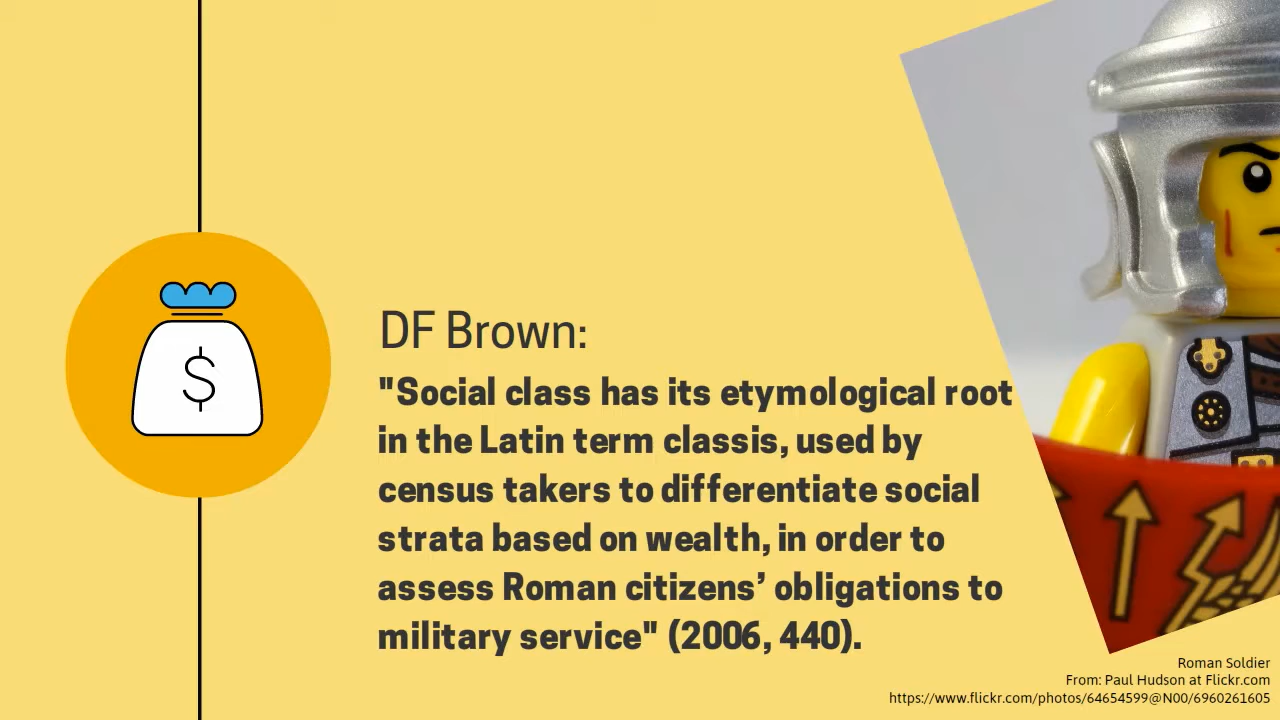 $
DF Brown:
"Social class has its etymological root
in the Latin term classis, used by
census takers to differentiate social
strata based on wealth, in order to
assess Roman citizens’ obligations to
military service" (2006, 440).
Roman Soldier
From: Paul Hudson at Flickr.com
https://www.flickr.com/photos/64654599@N00/6960261605